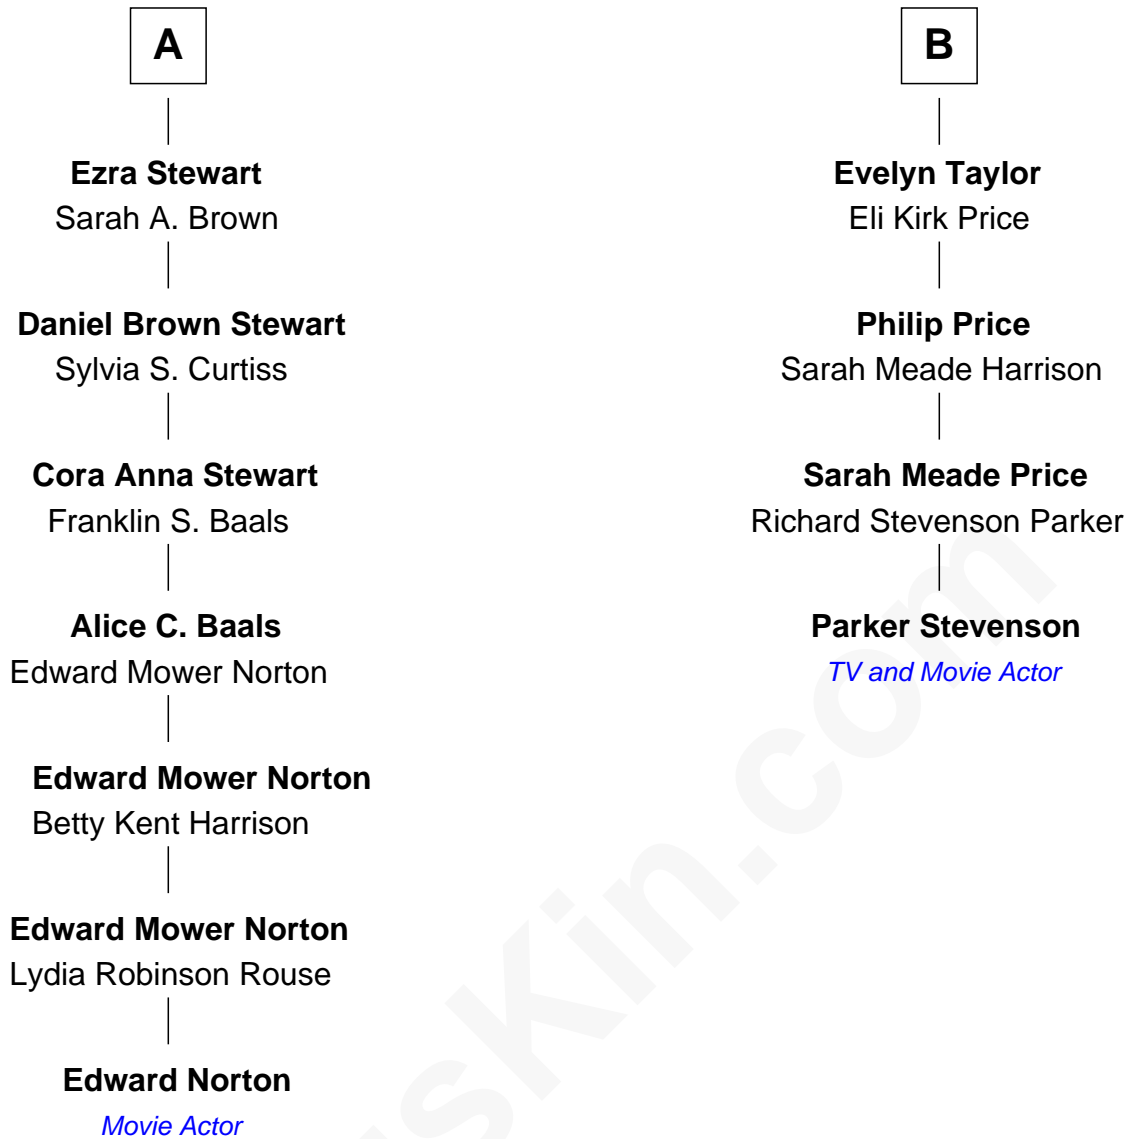 A
Ezra Stewart
Sarah A. Brown
Daniel Brown Stewart
Sylvia S. Curtiss
Cora Anna Stewart
Franklin S. Baals
Alice C. Baals
Edward Mower Norton
Edward Mower Norton
Betty Kent Harrison
Edward Mower Norton
Lydia Robinson Rouse
Edward Norton
Movie Actor
B
Evelyn Taylor
Eli Kirk Price
Philip Price
Sarah Meade Harrison
Sarah Meade Price
Richard Stevenson Parker
Parker Stevenson
TV and Movie Actor
sKin.com